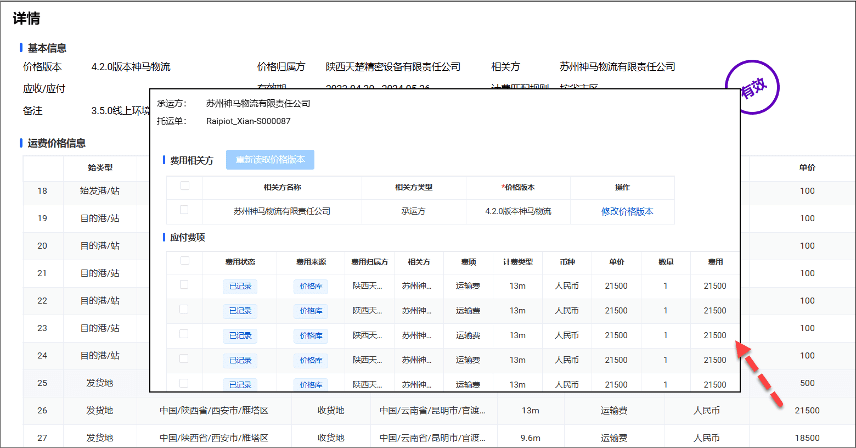 详情
基本信息
价格版本 4.2.0版本神马物流 价格归属方 陕西天楚精密设备有限责任公司 相关方 苏州神马物流有限责任公司
应收/应付
备注 3.5.0线上环境
有效
运费价格信息
始类型 单价
18 始发港/站 100
19 目的港/站 100
20 目的港/站 100
21 目的港/站 100
22 目的港/站 100
23 目的港/站 100
24 目的港/站 100
25 发货地 500
26 发货地 中国/陕西省/西安市/雁塔区 收货地 中国/云南省/昆明市/官渡... 13m 运输费 人民币 21500
27 发货地 中国/陕西省/西安市/雁塔区 收货地 中国/云南省/昆明市/官渡... 9.6m 运输费 人民币 18500
承运方： 苏州神马物流有限责任公司
托运单： Raipiot_Xian-S000087
费用相关方 重新读取价格版本
相关方名称 相关方类型 *价格版本 操作
苏州神马物流有限责任公司 承运方 4.2.0版本神马物流 修改价格版本
应付费项
费用状态 费用来源 费用归属方 相关方 费项 计费类型 币种 单价 数量 费用
已记录 价格库 陕西天... 苏州神... 运输费 13m 人民币 21500 1 21500
已记录 价格库 陕西天... 苏州神... 运输费 13m 人民币 21500 1 21500
已记录 价格库 陕西天... 苏州神... 运输费 13m 人民币 21500 1 21500
已记录 价格库 陕西天... 苏州神... 运输费 13m 人民币 21500 1 21500
已记录 价格库 陕西天... 苏州神... 运输费 13m 人民币 21500 1 21500